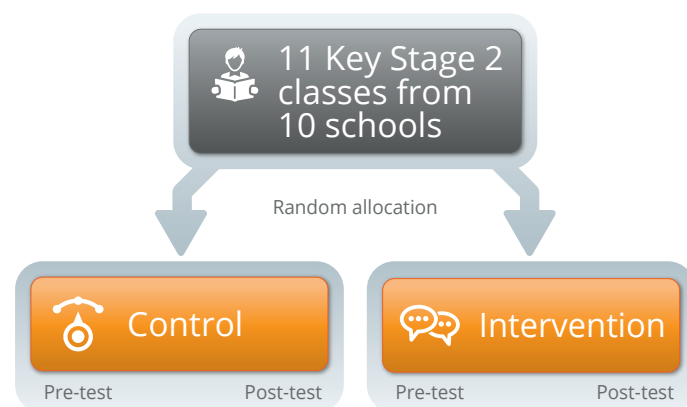 11 Key Stage 2
classes from
10 schools
Random allocation
Control
Intervention
Pre-test
Post-test
Pre-test
Post-test